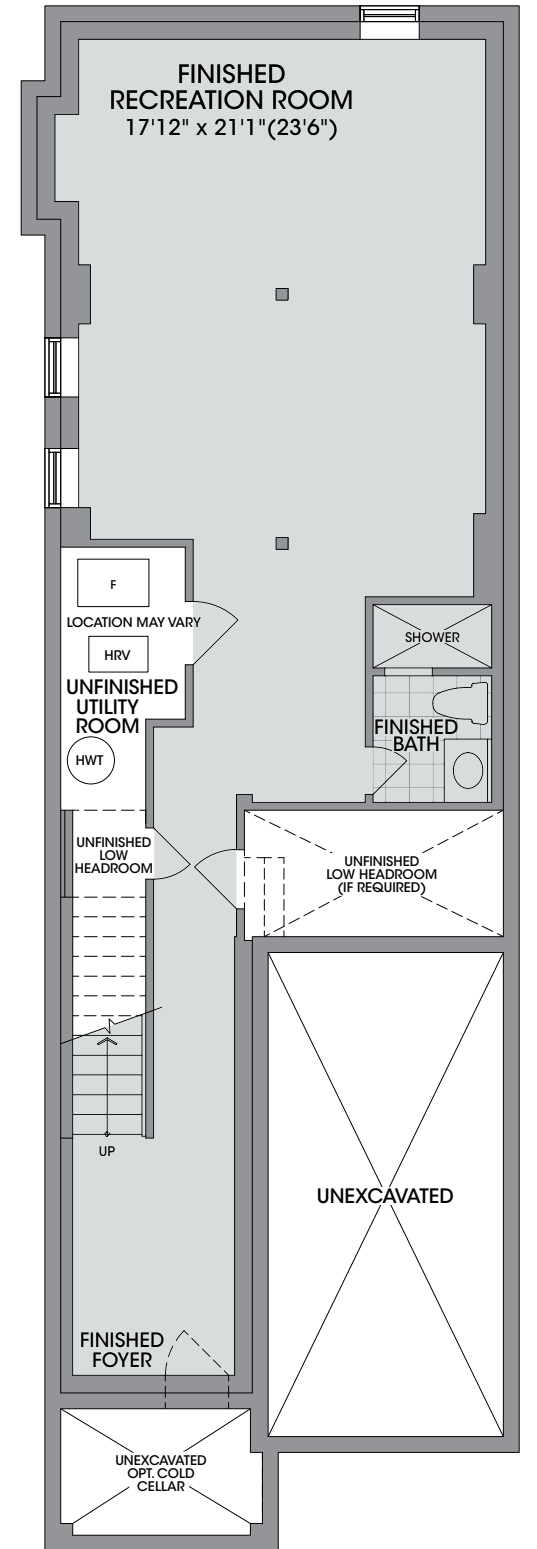 FINISHED
RECREATION ROOM
17'12" x 21'1"(23'6")
F
LOCATION MAY VARY
HRV
UNFINISHED
UTILITY
ROOM
HWT
SHOWER
FINISHED
BATH
UNFINISHED
LOW
HEADROOM
UNFINISHED
LOW HEADROOM
(IF REQUIRED)
UP
UNEXCAVATED
FINISHED
FOYER
UNEXCAVATED
OPT. COLD
CELLAR